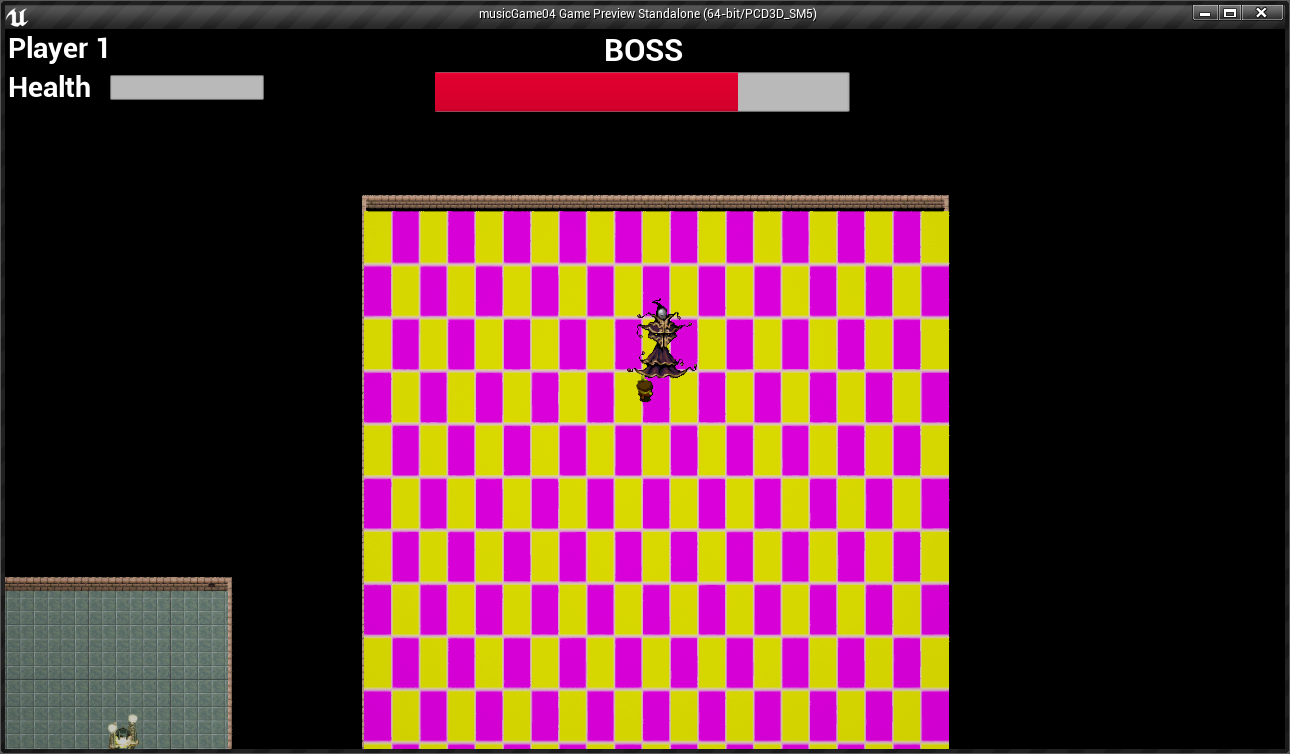 musicGame04 Game Preview Standalone (64-bit/PCD3D_SM5)
Player 1
BOSS
Health